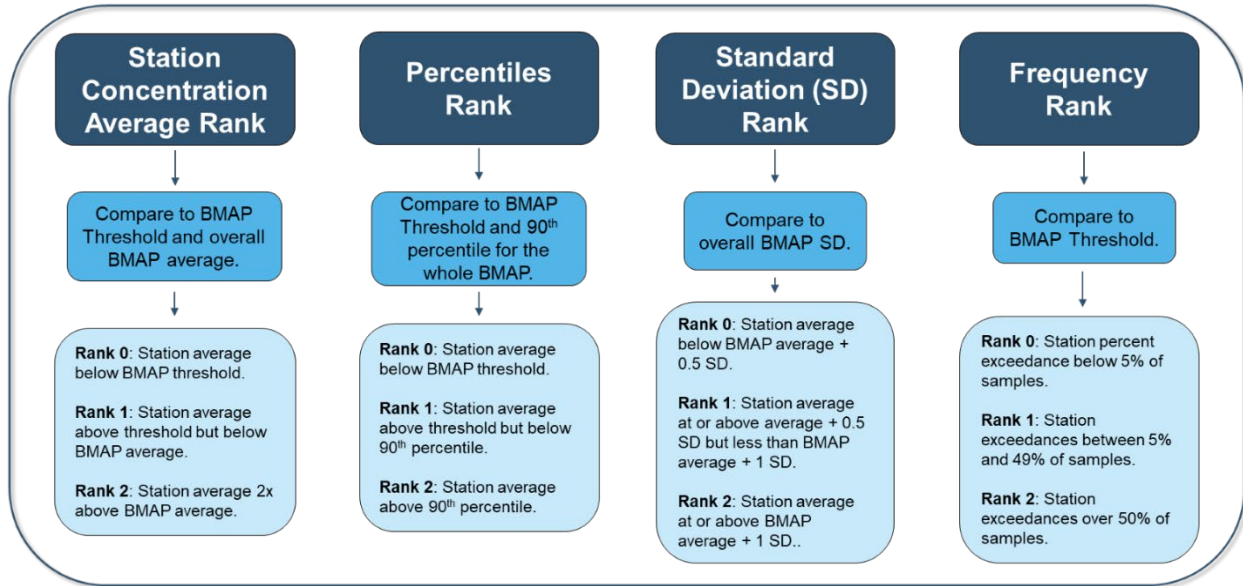 Station
Concentration
Average Rank
Compare to BMAP
Threshold and overall
BMAP average.
Rank 0: Station average
below BMAP threshold.
Rank 1: Station average
above threshold but below
BMAP average.
Rank 2: Station average 2x
above BMAP average.
Percentiles
Rank
Compare to BMAP
Threshold and 90th
percentile for the
whole BMAP.
Rank 0: Station average
below BMAP threshold.
Rank 1: Station average
above threshold but below
90th percentile.
Rank 2: Station average
above 90th percentile.
Standard
Deviation (SD)
Rank
Compare to
overall BMAP SD.
Rank 0: Station average
below BMAP average +
0.5 SD.
Rank 1: Station average
at or above average + 0.5
SD but less than BMAP
average + 1 SD.
Rank 2: Station average
at or above BMAP
average + 1 SD..
Frequency
Rank
Compare to
BMAP Threshold.
Rank 0: Station percent
exceedance below 5% of
samples.
Rank 1: Station
exceedances between 5%
and 49% of samples.
Rank 2: Station
exceedances over 50% of
samples.